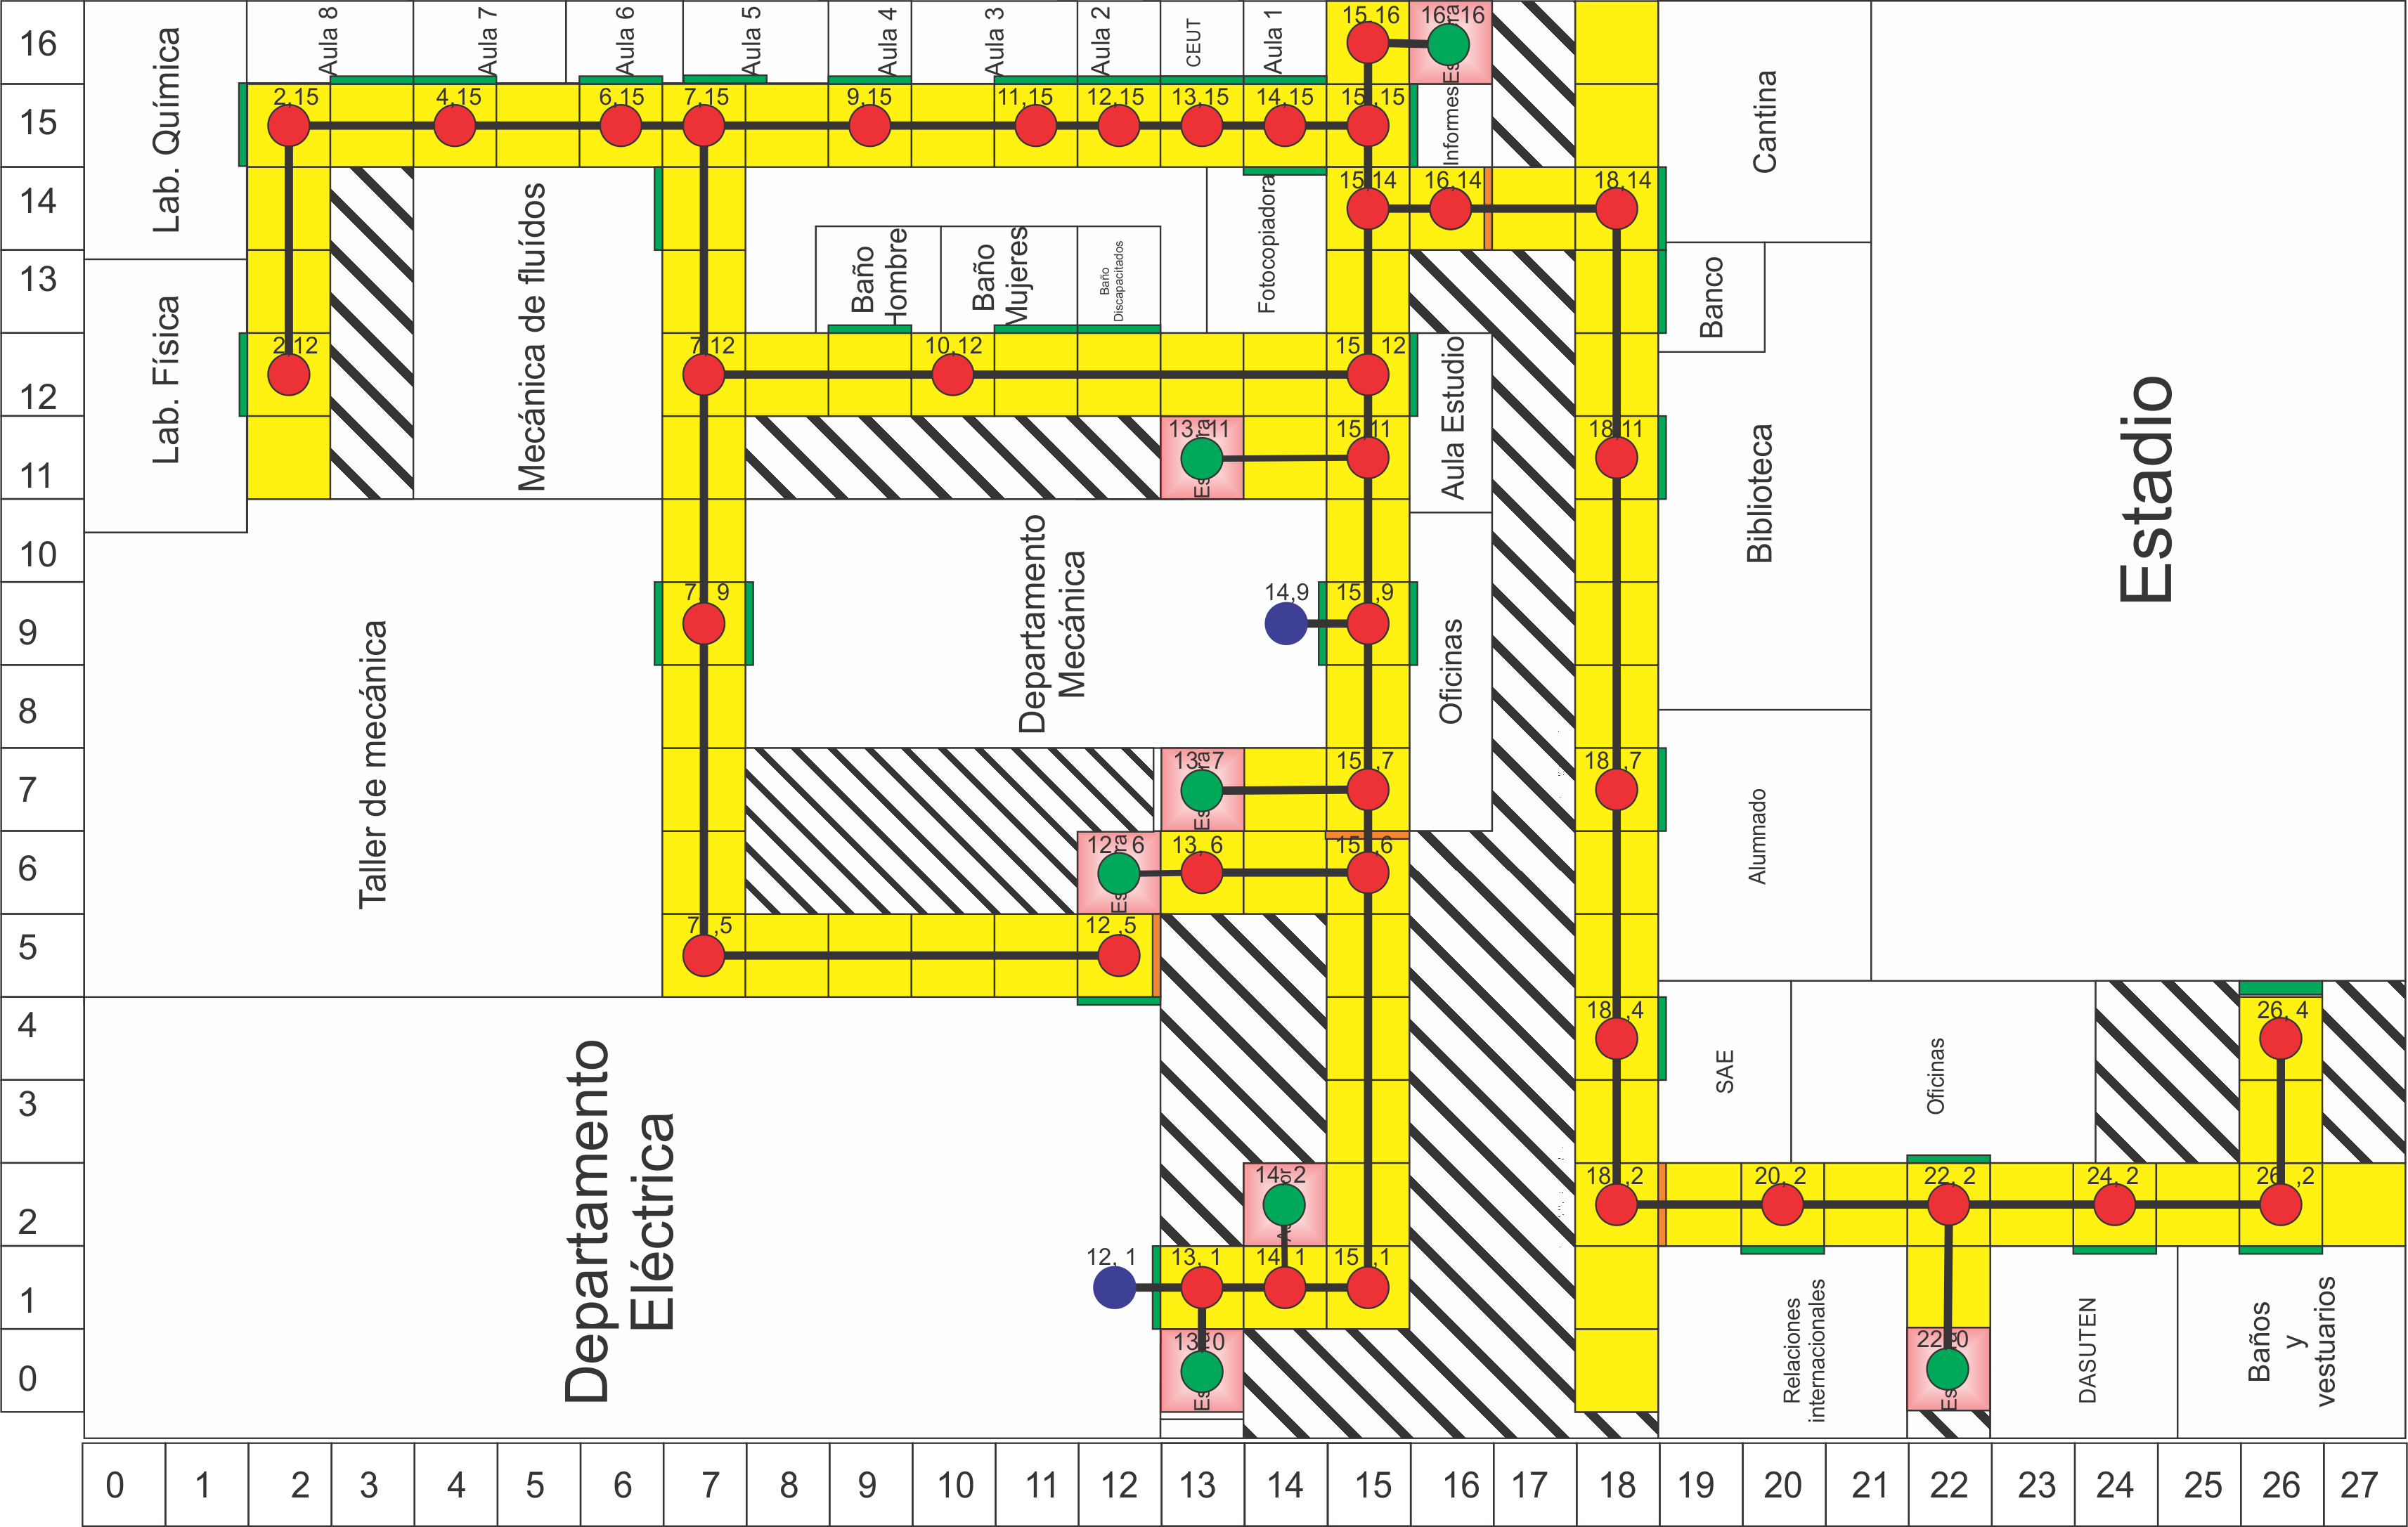 16
15
14
13
12
11
10
9
8
7
6
5
4
3
2
1
0
Lab. Química
Lab. Física
Aula 8
Aula 7
Aula 6
Aula 5
Aula 4
Aula 3
Aula 2
CEUT
Aula 1
15,16
16,16
2,15
4,15
6,15
7,15
9,15
11,15
12,15
13,15
14,15
15,15
Informes
Cantina
15,14
16,14
18,14
Mecánica de fluídos
Baño
Hombre
Baño
Mujeres
Baño
Discapacitados
Fotocopiadora
Banco
2,12
7,12
10,12
15,12
Aula Estudio
13,11
15,11
18,11
Biblioteca
Estadio
Taller de mecánica
7, 9
Departamento
Mecánica
14,9
15,9
Oficinas
13,7
15,7
18,7
Alumnado
12, 6
13, 6
15,6
7,5
12,5
Departamento
Eléctrica
18,4
SAE
Oficinas
26, 4
14, 2
18,2
20, 2
22, 2
24, 2
26,2
12, 1
13, 1
14, 1
15,1
13, 0
22, 0
Relaciones
internacionales
DASUTEN
Baños
y
vestuarios
0 1 2 3 4 5 6 7 8 9 10 11 12 13 14 15 16 17 18 19 20 21 22 23 24 25 26 27